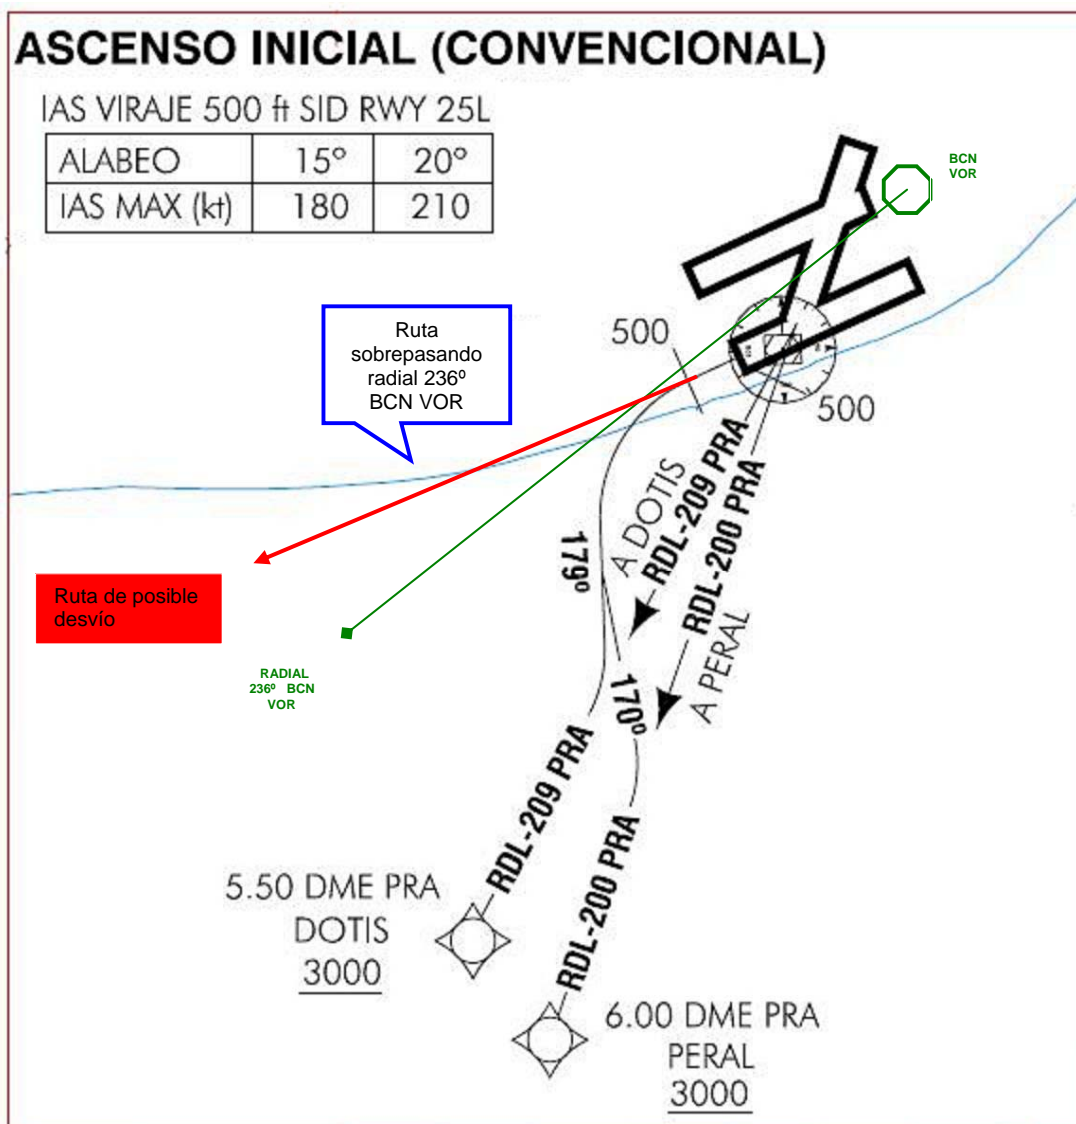 ASCENSO INICIAL (CONVENCIONAL)
IAS VIRAJE 500 ft SID RWY 25L
ALABEO 15º 20º
IAS MAX (kt) 180 210
BCN
VOR
Ruta
sobrepasando
radial 236º
BCN VOR
500
500
Ruta de posible
desvío
RADIAL
236º BCN
VOR
179º
170º
A DOTIS
RDL-209 PRA
RDL-200 PRA
A PERAL
RDL-209 PRA
RDL-200 PRA
5.50 DME PRA
DOTIS
3000
6.00 DME PRA
PERAL
3000